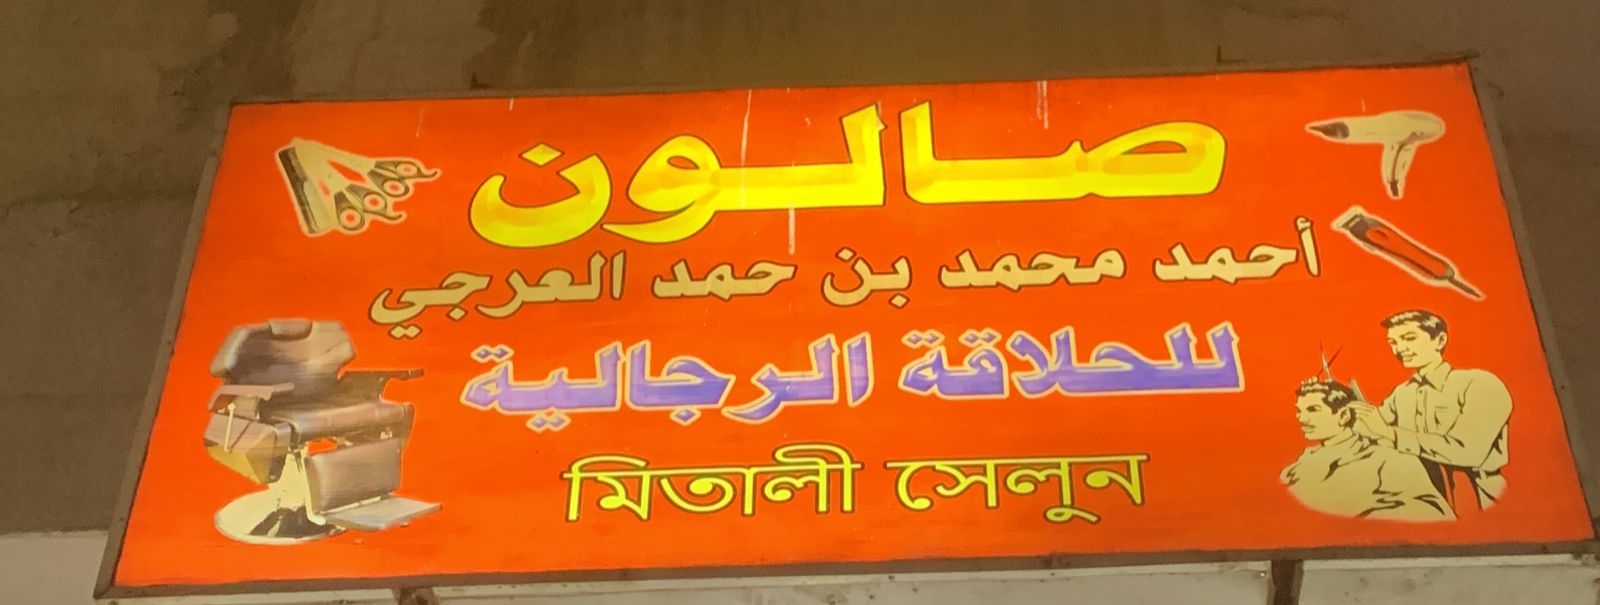 صالون
أحمد محمد بن حمد العرجي
للحلاقة الرجالية
মিতালী সেলুন